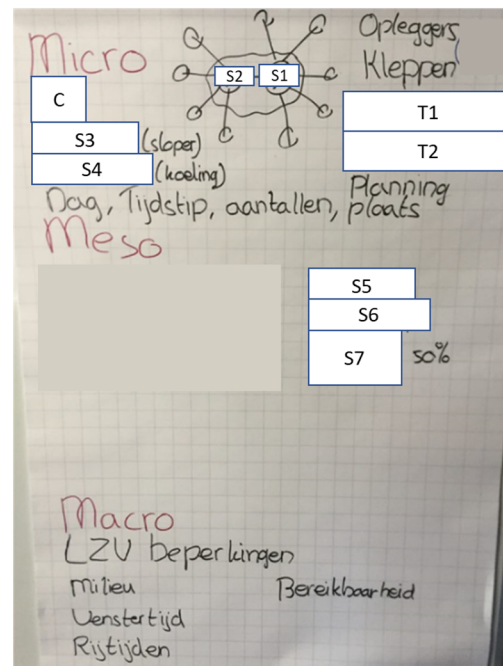 Micro
C
S3 (sloper)
S4 (koeling)
S2 S1
Opleggers
Kleppen
T1
T2
Planning
Dag, Tijdstip, aantallen, plaats
Meso
S5
S6
S7 50%
Macro
LZV beperkingen
Milieu Bereikbaarheid
Venstertijd
Rijtijden